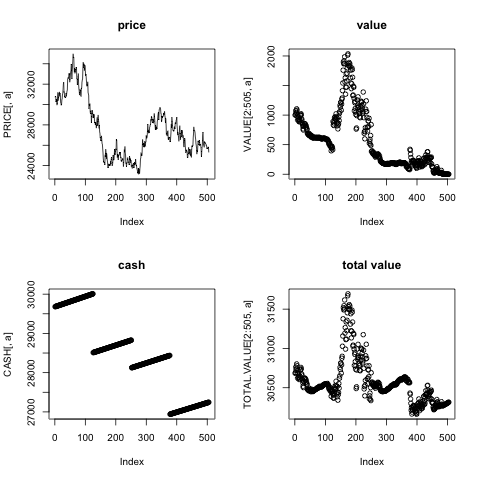 price
PRICE[, a]
24000 26000 28000 32000
0 100 200 300 400 500
Index
value
VALUE[2:505, a]
0 500 1000 2000
0 100 200 300 400 500
Index
cash
CASH[, a]
27000 28000 29000 30000
0 100 200 300 400 500
Index
total value
TOTAL.VALUE[2:505, a]
30500 31000 31500
0 100 200 300 400 500
Index